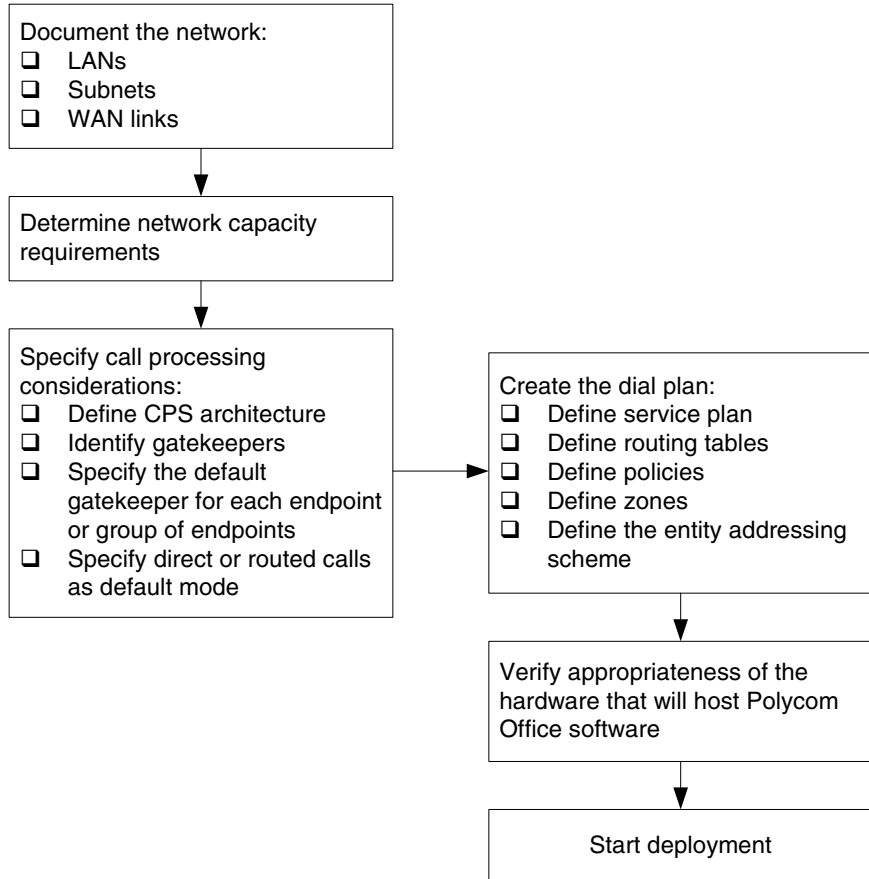 Document the network:
❑ LANs
❑ Subnets
❑ WAN links
Determine network capacity
requirements
Specify call processing
considerations:
❑ Define CPS architecture
❑ Identify gatekeepers
❑ Specify the default
gatekeeper for each endpoint
or group of endpoints
❑ Specify direct or routed calls
as default mode
Create the dial plan:
❑ Define service plan
❑ Define routing tables
❑ Define policies
❑ Define zones
❑ Define the entity addressing
scheme
Verify appropriateness of the
hardware that will host Polycom
Office software
Start deployment